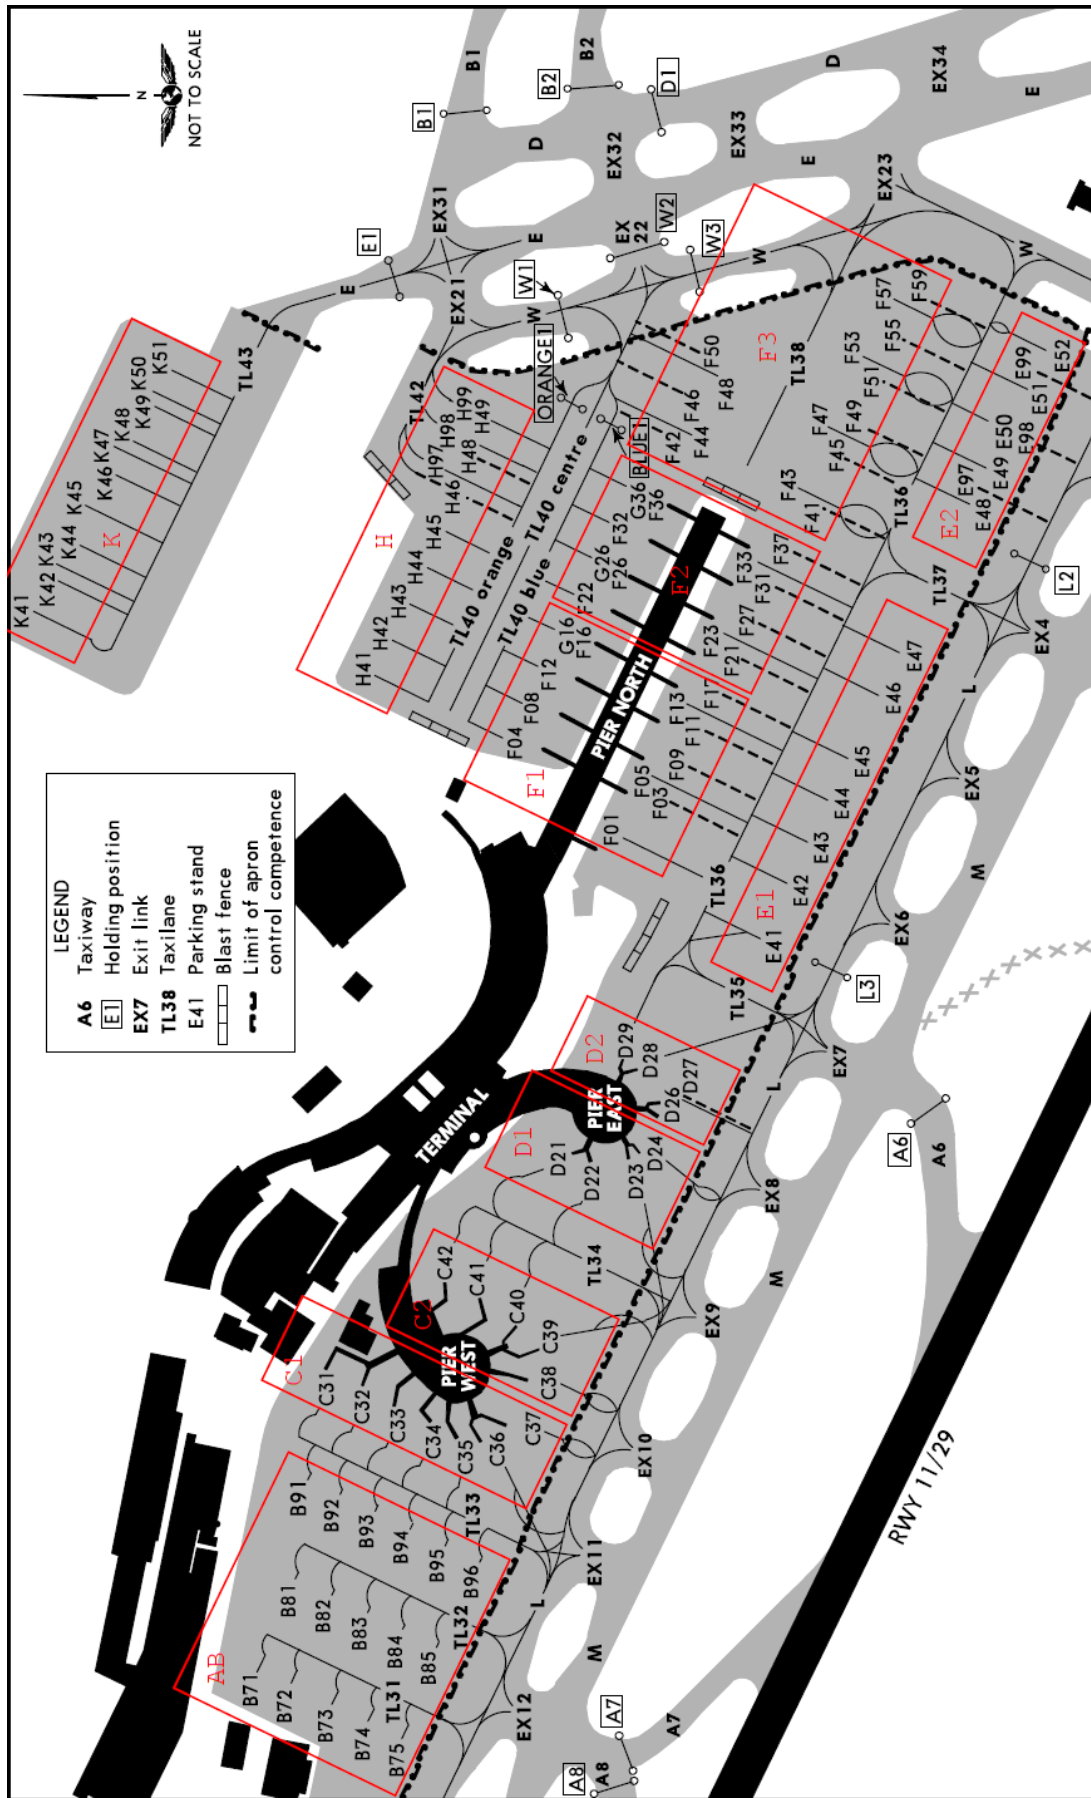 N
NOT TO SCALE
LEGEND
A6 Taxiway
E1 Holding position
EX7 Exit link
TL38 Taxilane
E41 Parking stand
Blast fence
Limit of apron
control competence
B1
B1
B2
B2
D1
D
EX34
E
D
EX32
EX33
E
EX31
E1
E
E
EX21
EX
22
W2
W3
W1
W
W
W
EX23
ORANGE1
BLUE1
TL43
TL42
TL40 orange
TL40 centre
TL40 blue
TL38
K
K41
K42
K43
K44
K45
K46
K47
K48
K49
K50
K51
H
H41
H42
H43
H44
H45
H46
H97
H48
H98
H49
H99
F3
F42
F44
F46
F48
F50
F41
F43
F45
F47
F49
F51
F53
F55
F57
F59
F2
G26
F22
F26
F32
G36
F36
F21
F23
F27
F31
F33
F37
F1
F04
F08
F12
G16
F16
F01
F03
F05
F09
F11
F13
F17
PIER NORTH
TL36
TL36
TL37
TL35
E2
E48
E97
E49
E98
E50
E51
E99
E52
E1
E41
E42
E43
E44
E45
E46
E47
L2
EX4
L
EX5
M
EX6
L3
EX7
L
A6
A6
EX8
M
EX9
TERMINAL
PIER
EAST
D2
D26
D27
D28
D29
D1
D21
D22
D23
D24
TL34
C2
C38
C39
C40
C41
C42
PIER
WEST
C1
C31
C32
C33
C34
C35
C36
C37
TL33
EX10
EX11
AB
B91
B92
B93
B94
B95
B96
B81
B82
B83
B84
B85
TL32
B71
B72
B73
B74
B75
TL31
L
M
EX12
A7
A7
A8
A8
RWY 11/29